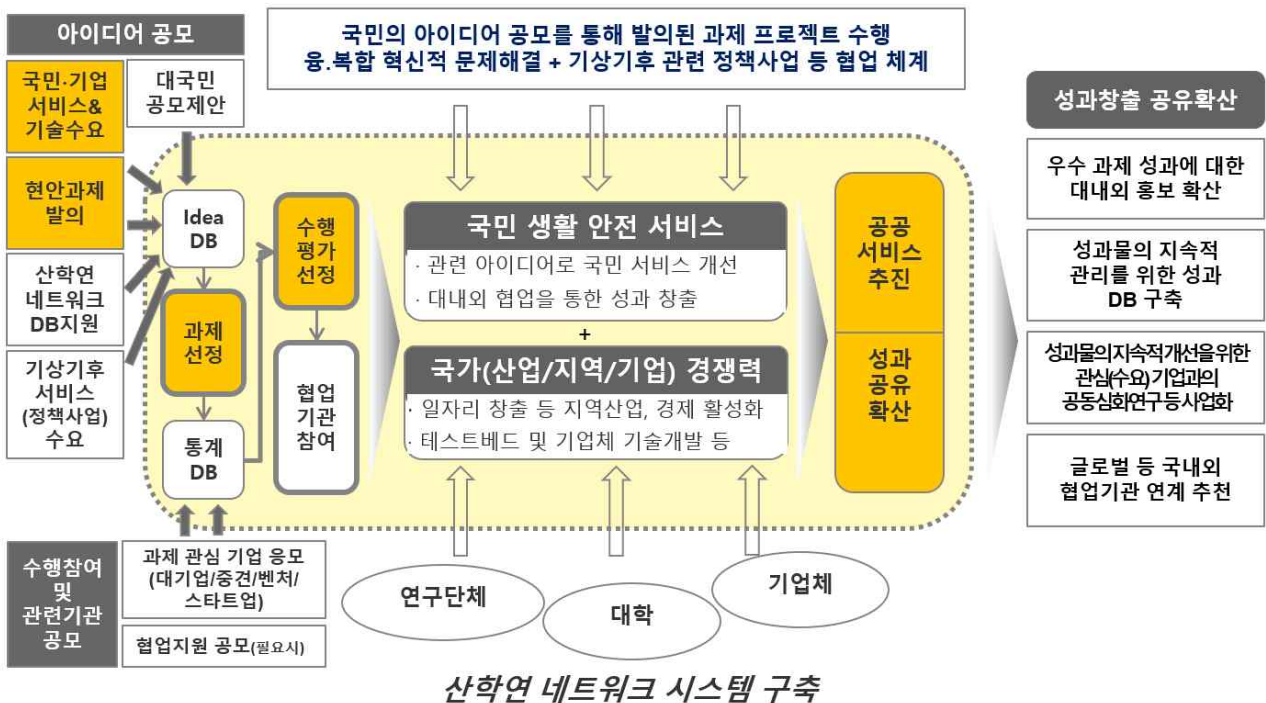 아이디어 공모
국민·기업
서비스&
기술수요
대국민
공모제안
현안과제
발의
산학연
네트워크
DB지원
기상기후
서비스
(정책사업)
수요
국민의 아이디어 공모를 통해 발의된 과제 프로젝트 수행
융.복합 혁신적 문제해결 + 기상기후 관련 정책사업 등 협업 체계
Idea
DB
과제
선정
통계
DB
수행
평가
선정
협업
기관
참여
국민 생활 안전 서비스
· 관련 아이디어로 국민 서비스 개선
· 대내외 협업을 통한 성과 창출
+
국가(산업/지역/기업) 경쟁력
· 일자리 창출 등 지역산업, 경제 활성화
· 테스트베드 및 기업체 기술개발 등
공공
서비스
추진
성과
공유
확산
성과창출 공유확산
우수 과제 성과에 대한
대내외 홍보 확산
성과물의 지속적
관리를 위한 성과
DB 구축
성과물의 지속적 개선을 위한
관심(수요) 기업과의
공동심화연구 등 사업화
글로벌 등 국내외
협업기관 연계 추천
수행참여
및
관련기관
공모
과제 관심 기업 응모
(대기업/중견/벤처/
스타트업)
협업지원 공모(필요시)
연구단체
대학
기업체
산학연 네트워크 시스템 구축